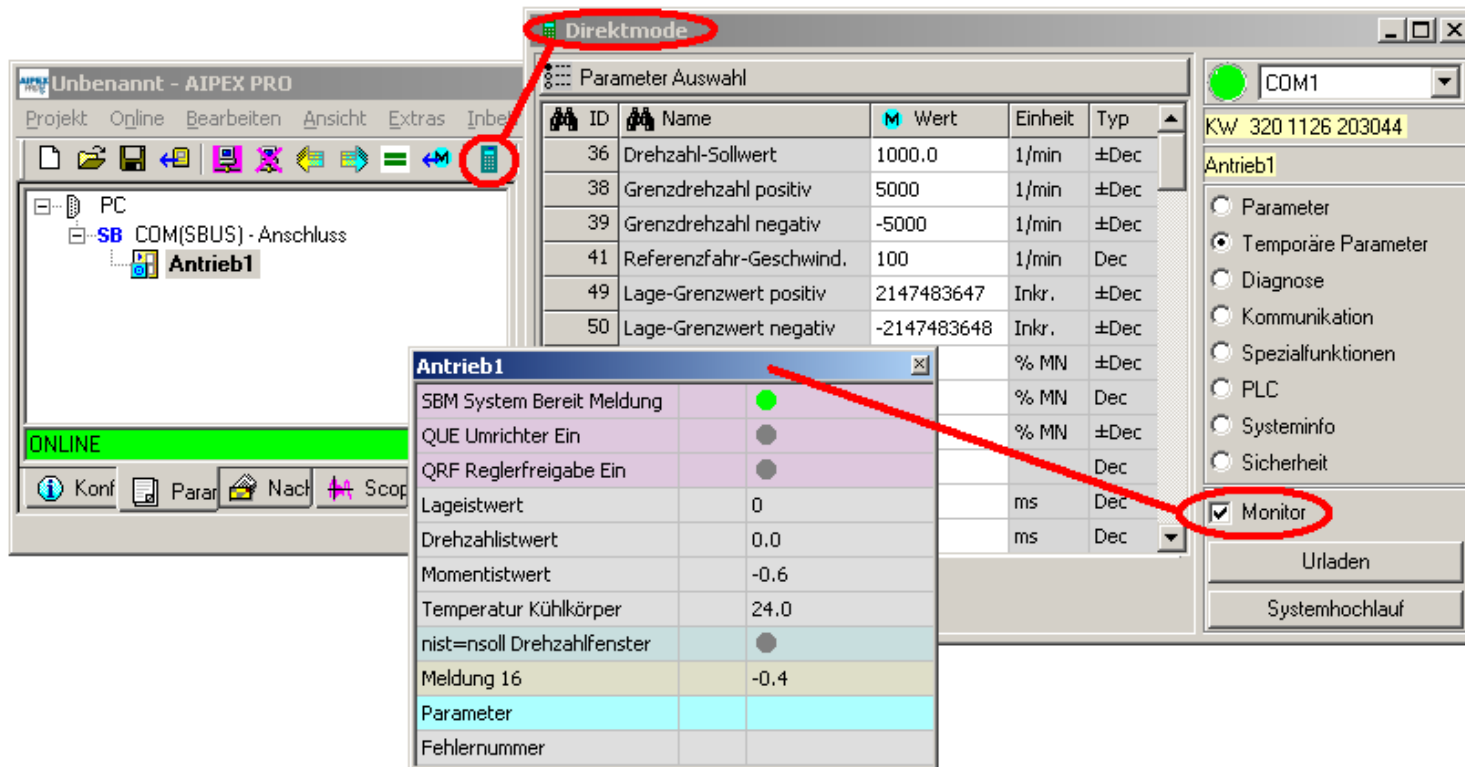 Direktmode
Unbenannt - AIPEX PRO
Projekt Online Bearbeiten Ansicht Extras
PC
SB COM(SBUS) - Anschluss
Antrieb1
ONLINE
Konf Parar Nach Scop
Parameter Auswahl
ID Name M Wert Einheit Typ
36 Drehzahl-Sollwert 1000.0 1/min ±Dec
38 Grenzdrehzahl positiv 5000 1/min ±Dec
39 Grenzdrehzahl negativ -5000 1/min ±Dec
41 Referenzfahr-Geschwind. 100 1/min Dec
49 Lage-Grenzwert positiv 2147483647 Inkr. ±Dec
50 Lage-Grenzwert negativ -2147483648 Inkr. ±Dec
% MN ±Dec
% MN Dec
% MN ±Dec
Dec
ms Dec
ms Dec
COM1
KW 320 1126 203044
Antrieb1
Parameter
Temporäre Parameter
Diagnose
Kommunikation
Spezialfunktionen
PLC
Systeminfo
Sicherheit
Monitor
Urladen
Systemhochlauf
Antrieb1
SBM System Bereit Meldung
QUE Umrichter Ein
QRF Reglerfreigabe Ein
Lageistwert 0
Drehzahlistwert 0.0
Momentistwert -0.6
Temperatur Kühlkörper 24.0
nist=nsoll Drehzahlfenster
Meldung 16 -0.4
Parameter
Fehlernummer